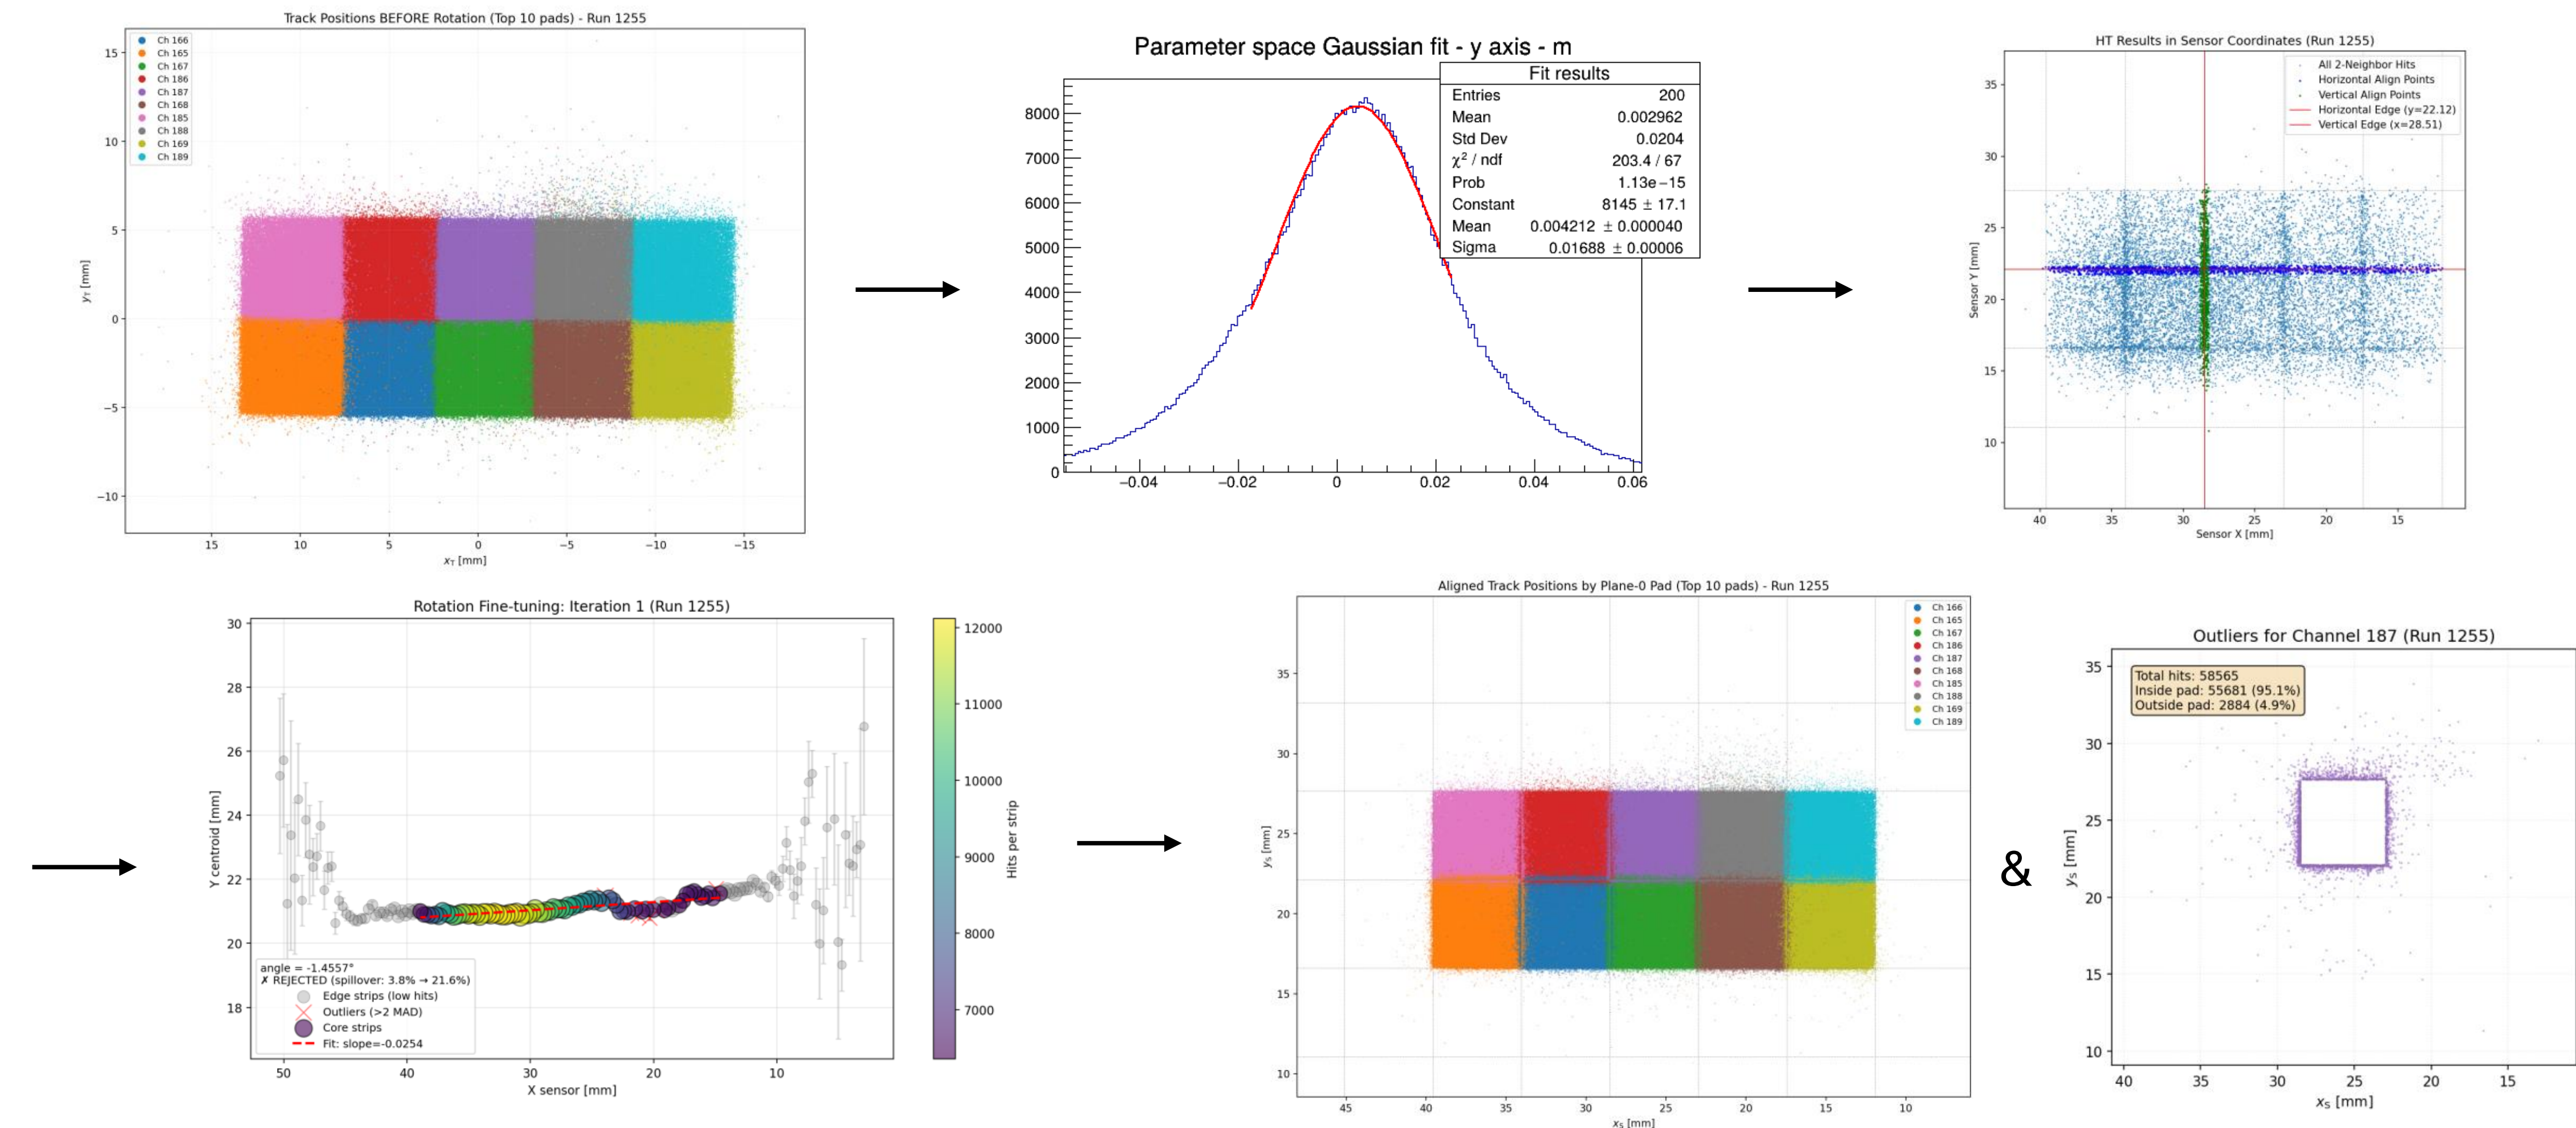 Track Positions BEFORE Rotation (Top 10 pads) - Run 1255
Ch 166
Ch 165
Ch 167
Ch 186
Ch 187
Ch 168
Ch 185
Ch 188
Ch 169
Ch 189
15
10
5
0
−5
−10
yT [mm]
15 10 5 0 −5 −10 −15
xT [mm]
Parameter space Gaussian fit - y axis - m
Fit results
Entries 200
Mean 0.002962
Std Dev 0.0204
χ² / ndf 203.4 / 67
Prob 1.13e−15
Constant 8145 ± 17.1
Mean 0.004212 ± 0.000040
Sigma 0.01688 ± 0.00006
8000
7000
6000
5000
4000
3000
2000
1000
0
−0.04 −0.02 0 0.02 0.04 0.06
HT Results in Sensor Coordinates (Run 1255)
All 2-Neighbor Hits
Horizontal Align Points
Vertical Align Points
Horizontal Edge (y=22.12)
Vertical Edge (x=28.51)
35
30
25
20
15
10
Sensor Y [mm]
40 35 30 25 20 15
Sensor X [mm]
Rotation Fine-tuning: Iteration 1 (Run 1255)
30
28
26
24
22
20
18
Y centroid [mm]
angle = -1.4557°
✗ REJECTED (spillover: 3.8% → 21.6%)
Edge strips (low hits)
Outliers (>2 MAD)
Core strips
Fit: slope=-0.0254
50 40 30 20 10
X sensor [mm]
12000
11000
10000
9000
8000
7000
Hits per strip
Aligned Track Positions by Plane-0 Pad (Top 10 pads) - Run 1255
Ch 166
Ch 165
Ch 167
Ch 186
Ch 187
Ch 168
Ch 185
Ch 188
Ch 169
Ch 189
35
30
25
20
15
10
yS [mm]
45 40 35 30 25 20 15 10
xS [mm]
&
Outliers for Channel 187 (Run 1255)
Total hits: 58565
Inside pad: 55681 (95.1%)
Outside pad: 2884 (4.9%)
35
30
25
20
15
10
yS [mm]
40 35 30 25 20 15
xS [mm]